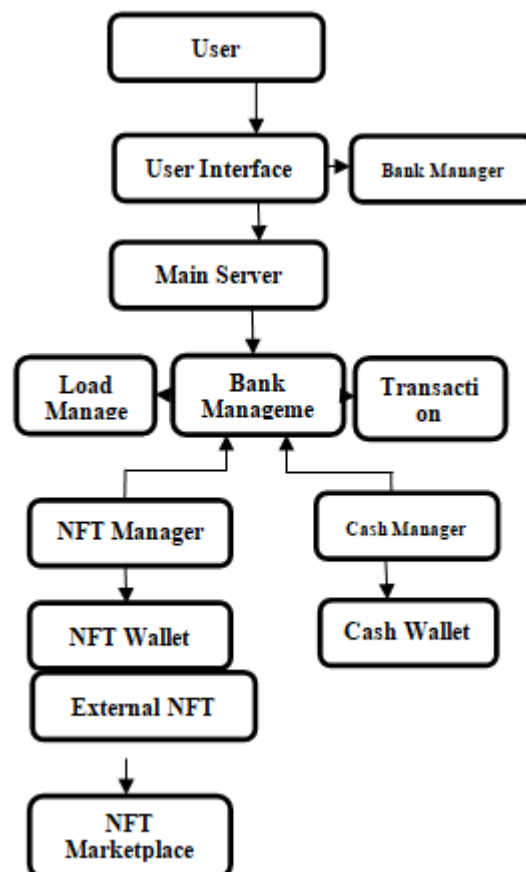 User
User Interface
Bank Manager
Main Server
Load
Manage
Bank
Manageme
Transacti
on
NFT Manager
Cash Manager
NFT Wallet
Cash Wallet
External NFT
NFT
Marketplace